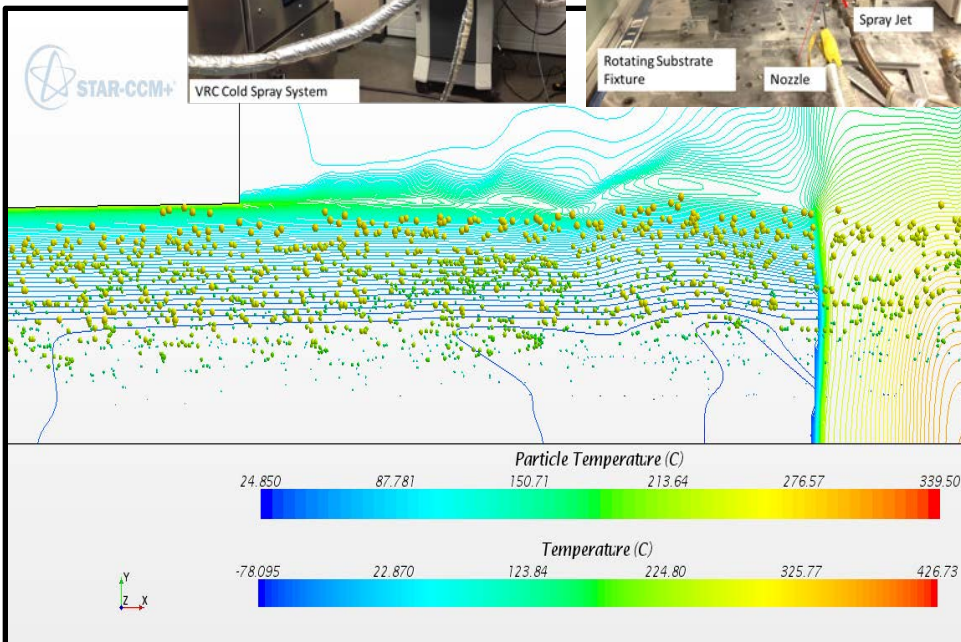 Spray Jet
Rotating Substrate
Fixture
Nozzle
VRC Cold Spray System
STAR-CCM+
Particle Temperature (C)
24.850 87.781 150.71 213.64 276.57 339.50
Temperature (C)
-78.095 22.870 123.84 224.80 325.77 426.73
Y
Z X